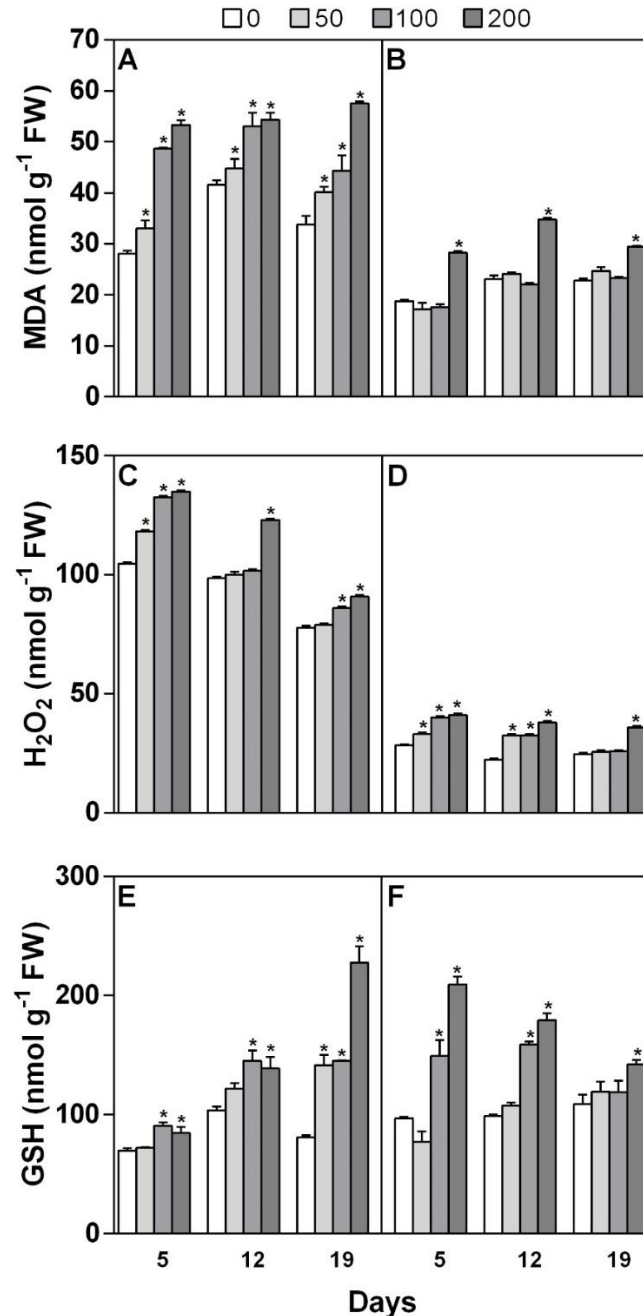 0 50 100 200
A B
MDA (nmol g⁻¹ FW)
70
60
50
40
30
20
10
0
* * * * * * * * * * * *
C D
H₂O₂ (nmol g⁻¹ FW)
150
100
50
0
* * * * * * * * * * * * *
E F
GSH (nmol g⁻¹ FW)
300
200
100
0
* * * * * * * * * * * *
5 12 19 5 12 19
Days